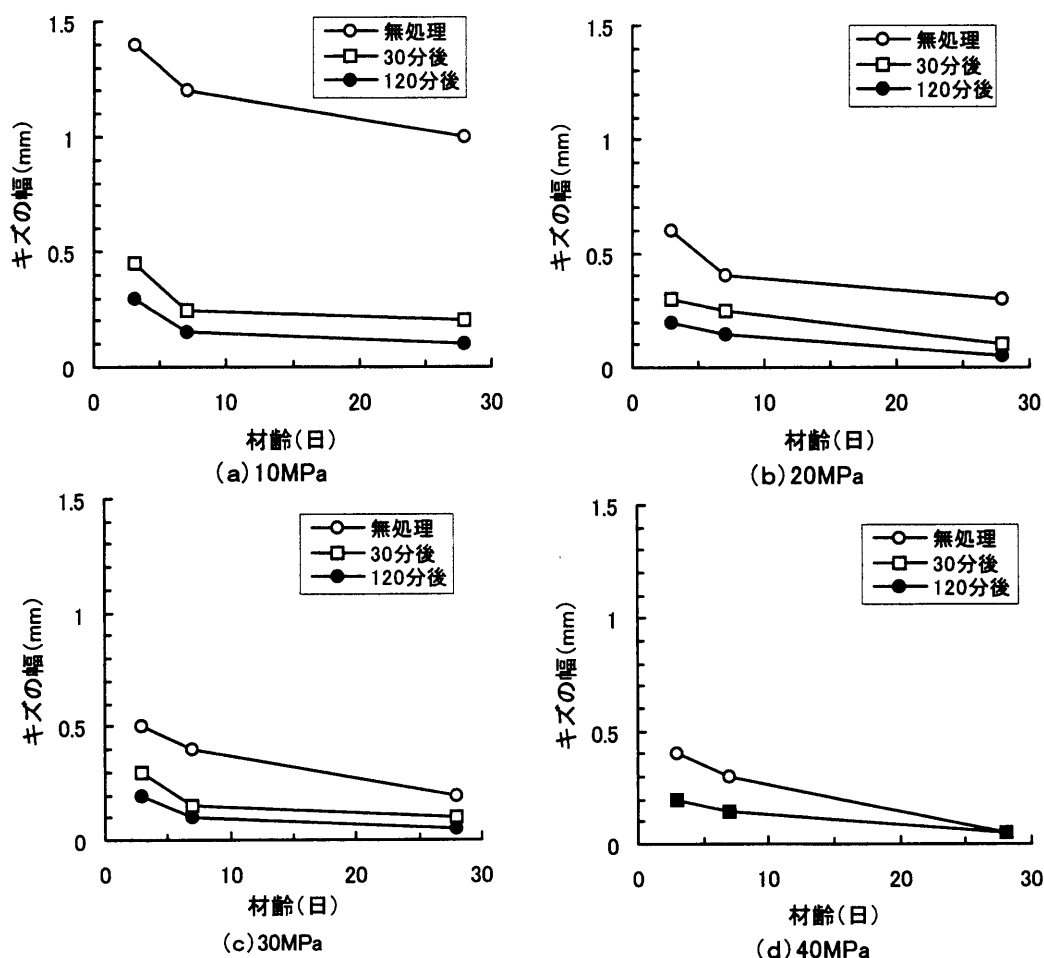 1.5
1
0.5
0
キズの幅(mm)
無処理
30分後
120分後
0 10 20 30
材齢(日)
(a)10MPa
1.5
1
0.5
0
キズの幅(mm)
無処理
30分後
120分後
0 10 20 30
材齢(日)
(b)20MPa
1.5
1
0.5
0
キズの幅(mm)
無処理
30分後
120分後
0 10 20 30
材齢(日)
(c)30MPa
1.5
1
0.5
0
キズの幅(mm)
無処理
30分後
120分後
0 10 20 30
材齢(日)
(d)40MPa